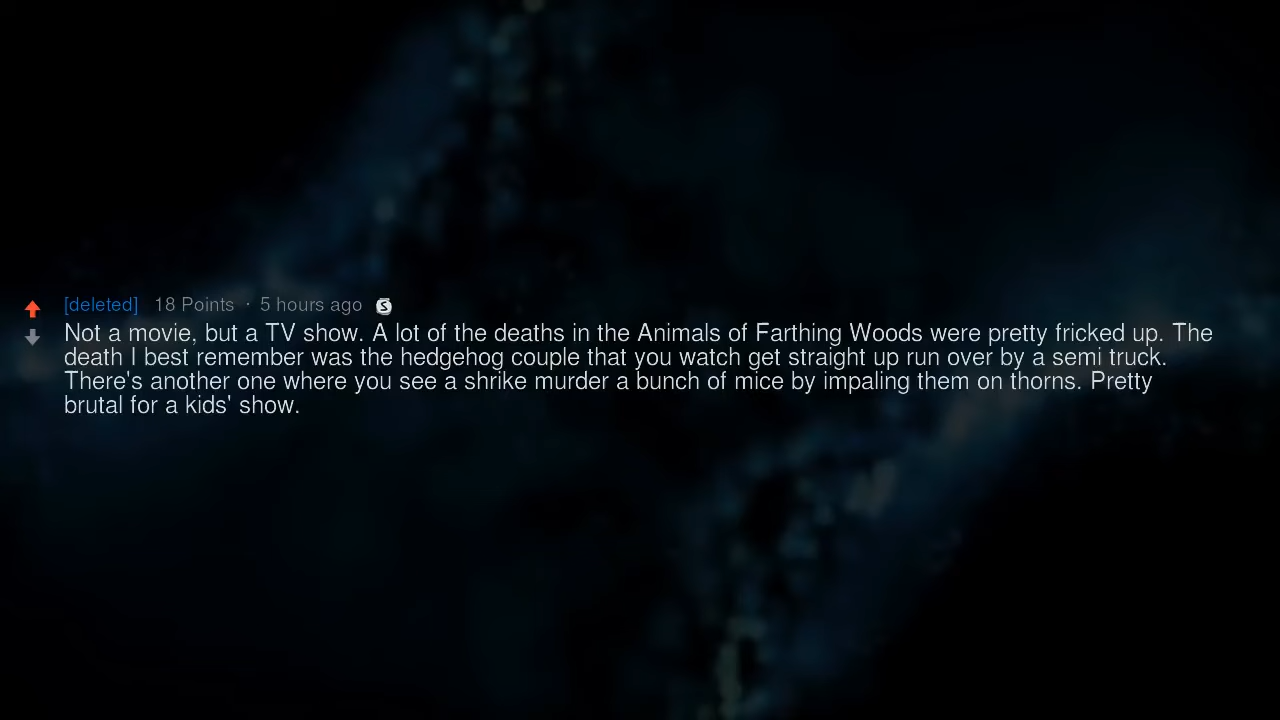 [deleted] 18 Points · 5 hours ago S
Not a movie, but a TV show. A lot of the deaths in the Animals of Farthing Woods were pretty fricked up. The
death I best remember was the hedgehog couple that you watch get straight up run over by a semi truck.
There's another one where you see a shrike murder a bunch of mice by impaling them on thorns. Pretty
brutal for a kids' show.